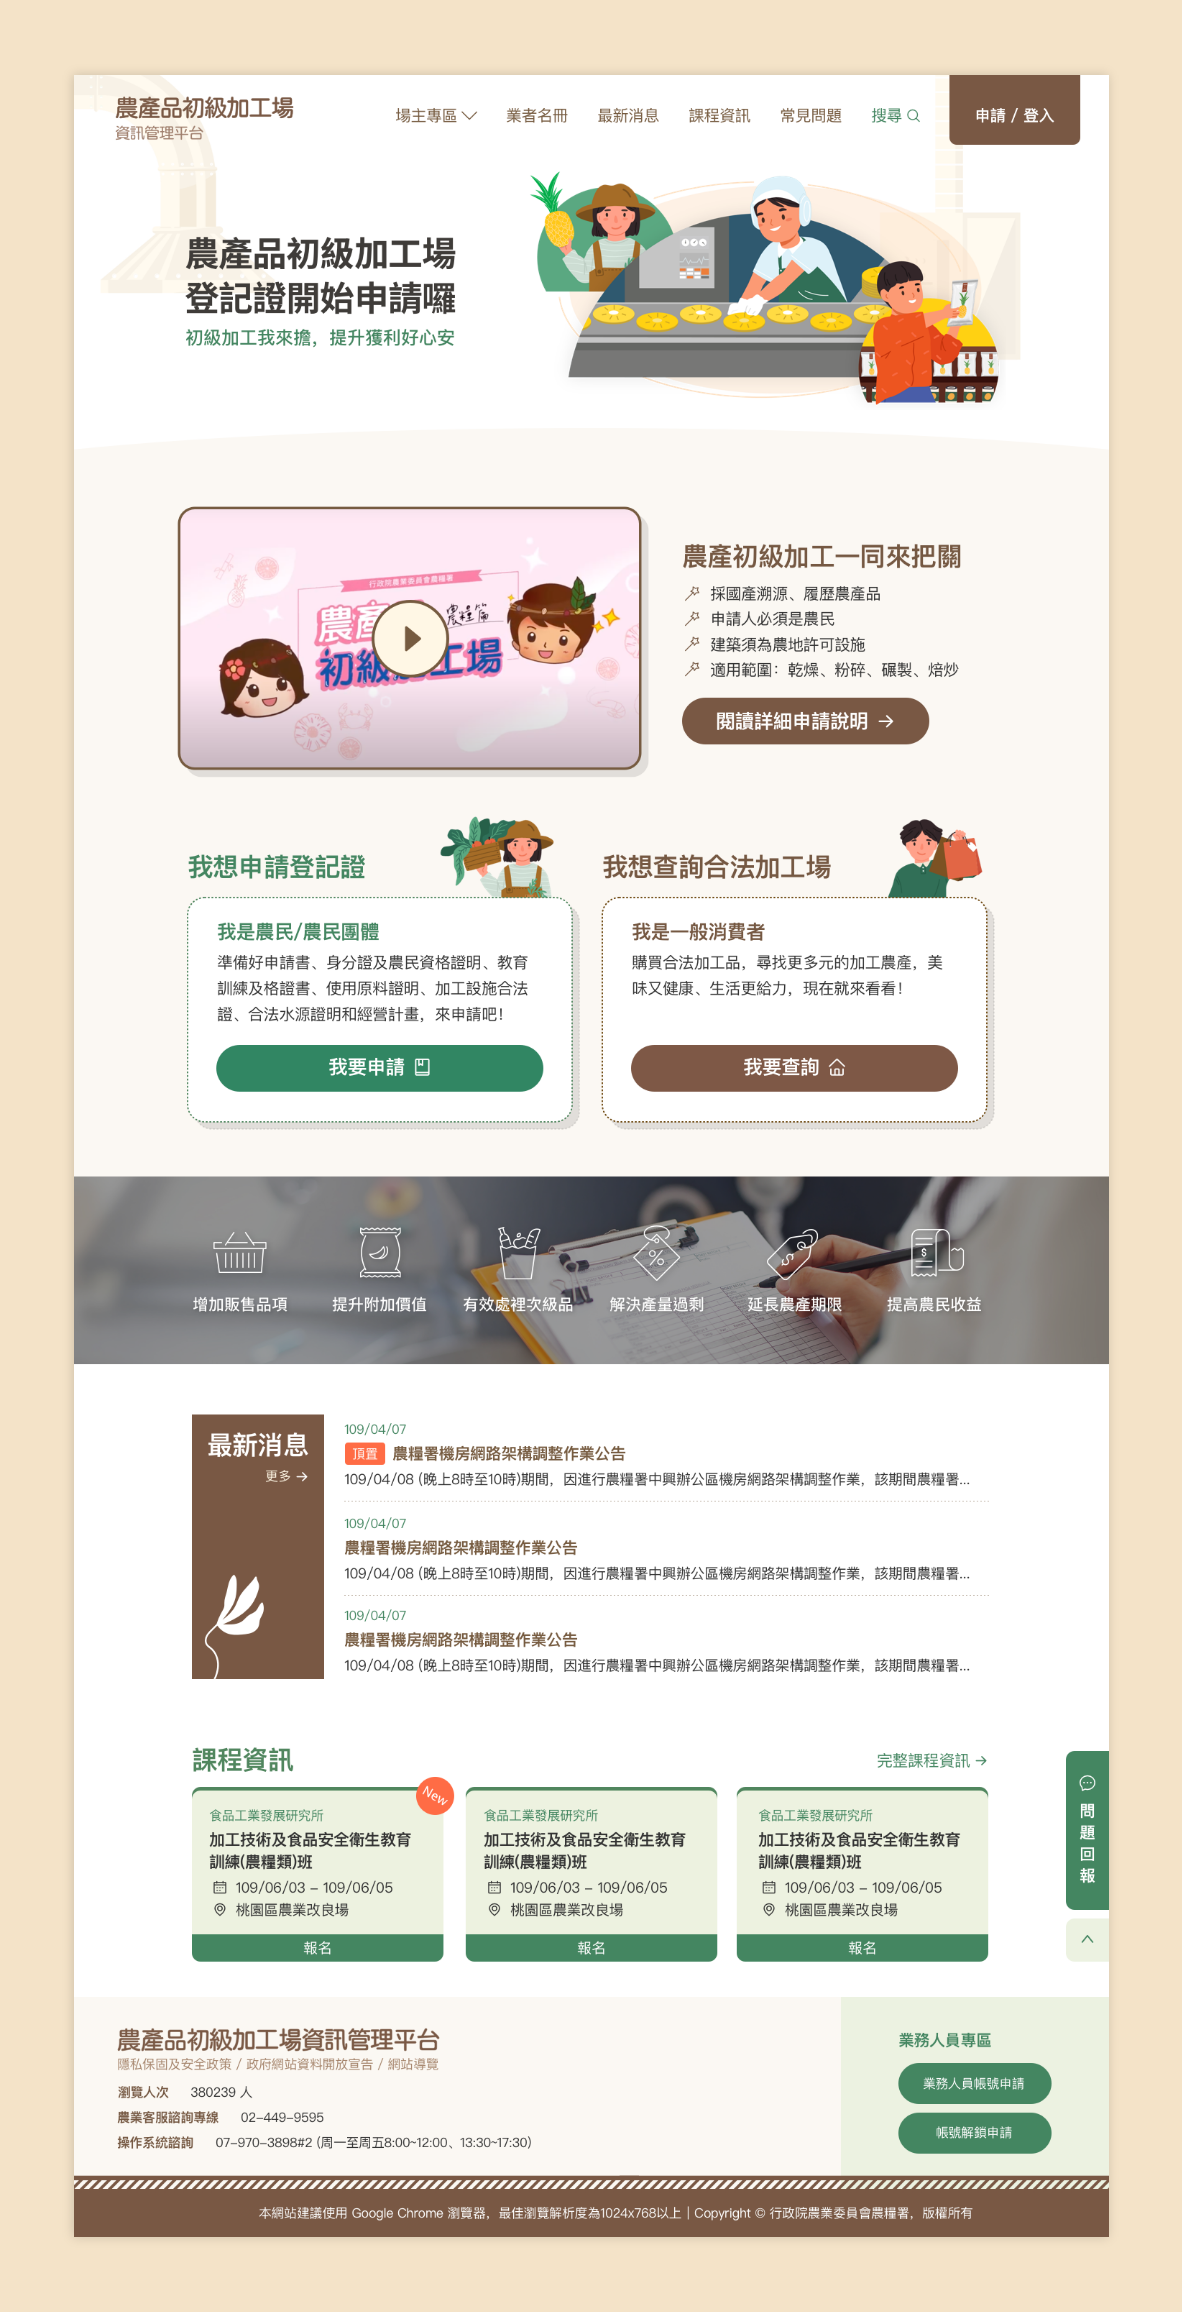 農產品初級加工場
資訊管理平台
場主專區
業者名冊
最新消息
課程資訊
常見問題
搜尋
申請 / 登入
農產品初級加工場
登記證開始申請囉
初級加工我來擔，提升獲利好心安
行政院農業委員會農糧署
農產
農糧篇
初級 工場
農產初級加工一同來把關
採國產溯源、履歷農產品
申請人必須是農民
建築須為農地許可設施
適用範圍：乾燥、粉碎、碾製、焙炒
閱讀詳細申請說明
我想申請登記證
我是農民/農民團體
準備好申請書、身分證及農民資格證明、教育
訓練及格證書、使用原料證明、加工設施合法
證、合法水源證明和經營計畫，來申請吧！
我要申請
我想查詢合法加工場
我是一般消費者
購買合法加工品，尋找更多元的加工農產，美
味又健康、生活更給力，現在就來看看！
我要查詢
增加販售品項
提升附加價值
有效處裡次級品
解決產量過剩
延長農產期限
提高農民收益
最新消息
更多
109/04/07
頂置 農糧署機房網路架構調整作業公告
109/04/08 (晚上8時至10時)期間，因進行農糧署中興辦公區機房網路架構調整作業，該期間農糧署...
109/04/07
農糧署機房網路架構調整作業公告
109/04/08 (晚上8時至10時)期間，因進行農糧署中興辦公區機房網路架構調整作業，該期間農糧署...
109/04/07
農糧署機房網路架構調整作業公告
109/04/08 (晚上8時至10時)期間，因進行農糧署中興辦公區機房網路架構調整作業，該期間農糧署...
課程資訊
完整課程資訊
New
食品工業發展研究所
加工技術及食品安全衛生教育
訓練(農糧類)班
109/06/03 - 109/06/05
桃園區農業改良場
報名
食品工業發展研究所
加工技術及食品安全衛生教育
訓練(農糧類)班
109/06/03 - 109/06/05
桃園區農業改良場
報名
食品工業發展研究所
加工技術及食品安全衛生教育
訓練(農糧類)班
109/06/03 - 109/06/05
桃園區農業改良場
報名
問題回報
農產品初級加工場資訊管理平台
隱私保固及安全政策 / 政府網站資料開放宣告 / 網站導覽
瀏覽人次 380239 人
農業客服諮詢專線 02-449-9595
操作系統諮詢 07-970-3898#2 (周一至周五8:00~12:00、13:30~17:30)
業務人員專區
業務人員帳號申請
帳號解鎖申請
本網站建議使用 Google Chrome 瀏覽器，最佳瀏覽解析度為1024x768以上 | Copyright © 行政院農業委員會農糧署，版權所有